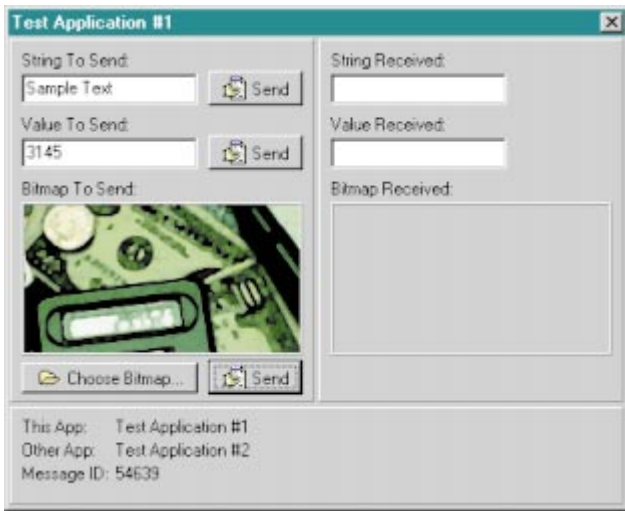 Test Application #1
String To Send:
Sample Text
Send
Value To Send:
3145
Send
Bitmap To Send:
Choose Bitmap...
Send
String Received:
Value Received:
Bitmap Received:
This App: Test Application #1
Other App: Test Application #2
Message ID: 54639